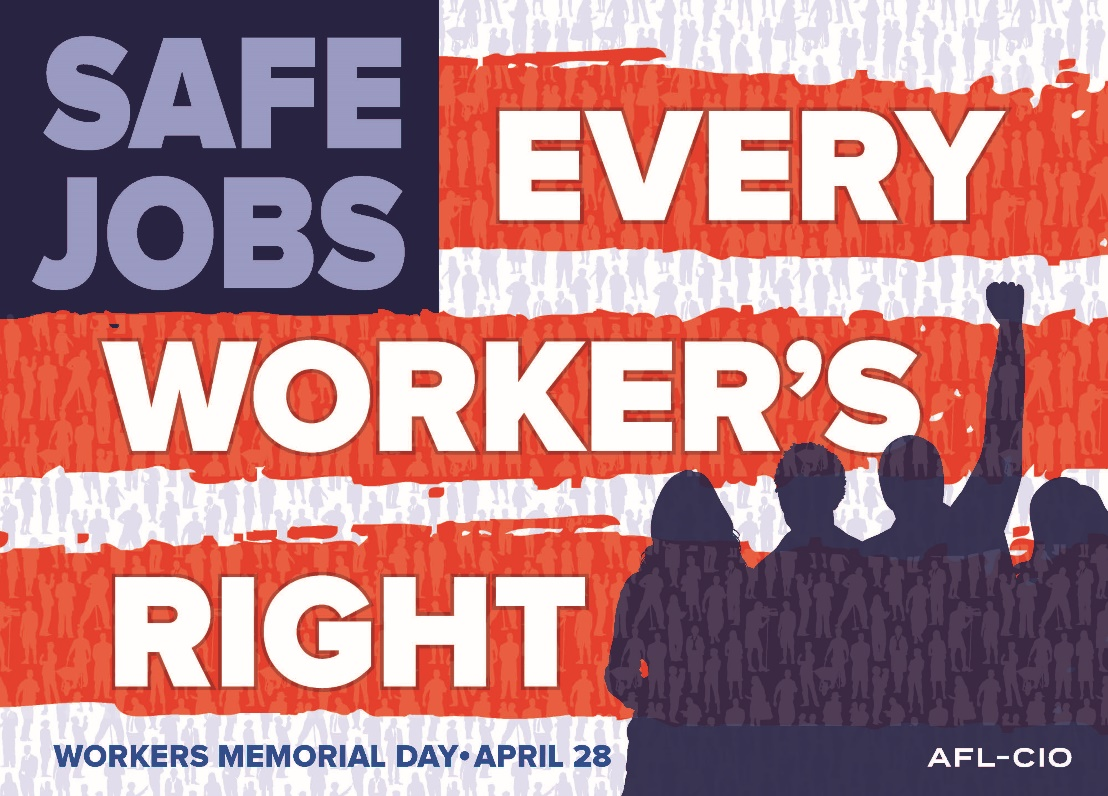 SAFE
JOBS
EVERY
WORKER’S
RIGHT
WORKERS MEMORIAL DAY•APRIL 28
AFL-CIO